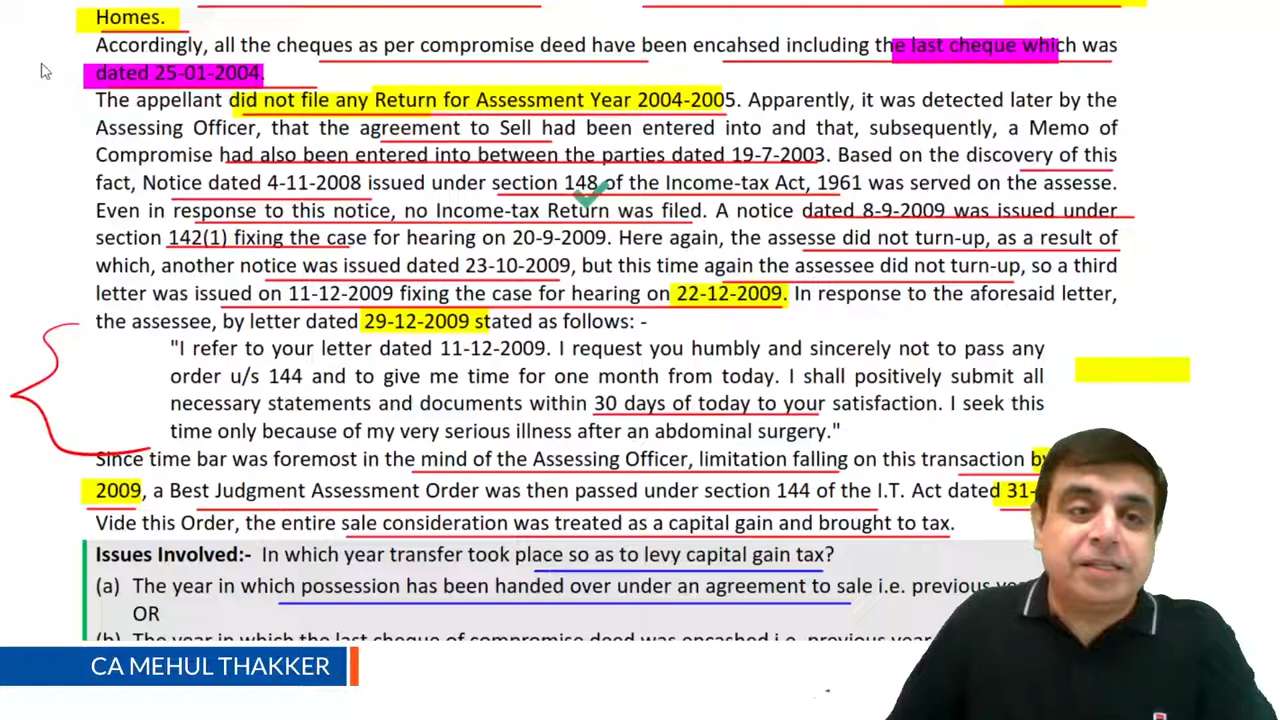 Homes.
Accordingly, all the cheques as per compromise deed have been encahsed including the last cheque which was
dated 25-01-2004.
The appellant did not file any Return for Assessment Year 2004-2005. Apparently, it was detected later by the
Assessing Officer, that the agreement to Sell had been entered into and that, subsequently, a Memo of
Compromise had also been entered into between the parties dated 19-7-2003. Based on the discovery of this
fact, Notice dated 4-11-2008 issued under section 148 of the Income-tax Act, 1961 was served on the assesse.
Even in response to this notice, no Income-tax Return was filed. A notice dated 8-9-2009 was issued under
section 142(1) fixing the case for hearing on 20-9-2009. Here again, the assesse did not turn-up, as a result of
which, another notice was issued dated 23-10-2009, but this time again the assessee did not turn-up, so a third
letter was issued on 11-12-2009 fixing the case for hearing on 22-12-2009. In response to the aforesaid letter,
the assessee, by letter dated 29-12-2009 stated as follows: -
"I refer to your letter dated 11-12-2009. I request you humbly and sincerely not to pass any
order u/s 144 and to give me time for one month from today. I shall positively submit all
necessary statements and documents within 30 days of today to your satisfaction. I seek this
time only because of my very serious illness after an abdominal surgery."
Since time bar was foremost in the mind of the Assessing Officer, limitation falling on this transaction by
2009, a Best Judgment Assessment Order was then passed under section 144 of the I.T. Act dated 31-
Vide this Order, the entire sale consideration was treated as a capital gain and brought to tax.
Issues Involved:- In which year transfer took place so as to levy capital gain tax?
(a) The year in which possession has been handed over under an agreement to sale i.e. previous
OR
(b) The year in which the last cheque of compromise deed was encashed i.e. previous year
CA MEHUL THAKKER